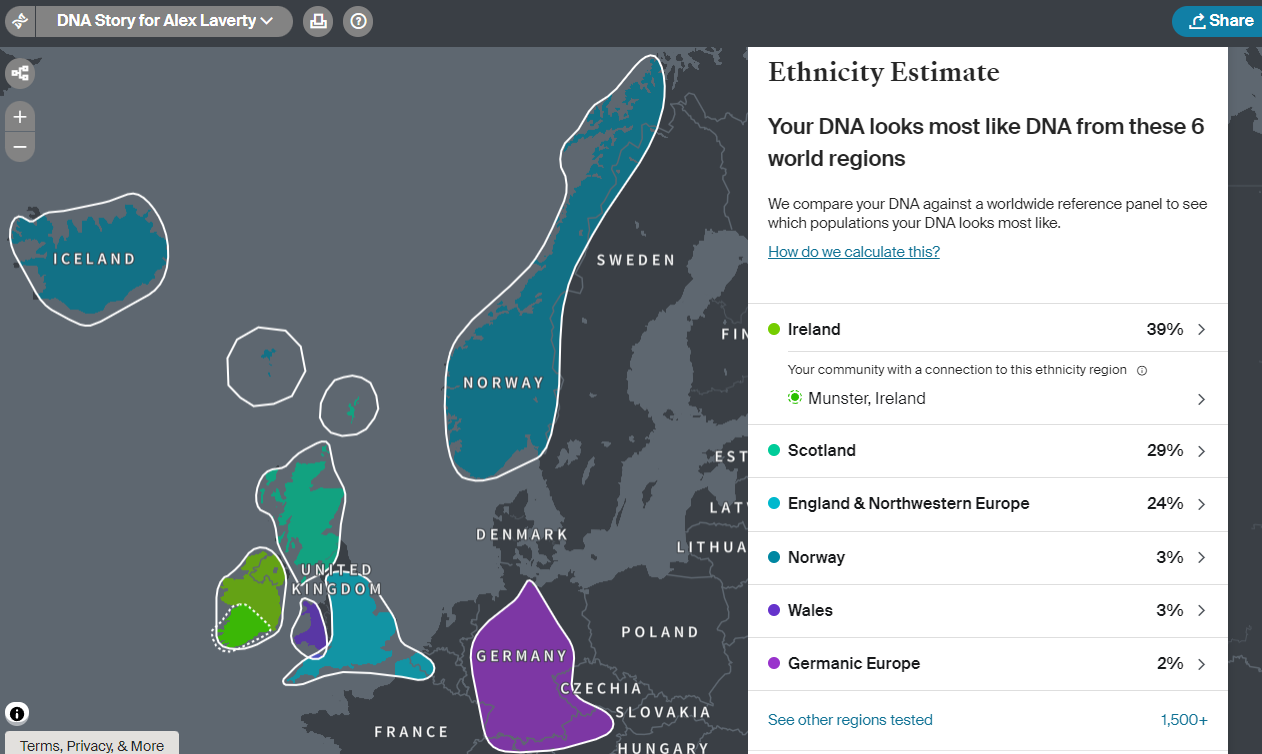 DNA Story for Alex Laverty
Share
Ethnicity Estimate
Your DNA looks most like DNA from these 6
world regions
We compare your DNA against a worldwide reference panel to see
which populations your DNA looks most like.
How do we calculate this?
Ireland 39%
Your community with a connection to this ethnicity region
Munster, Ireland
Scotland 29%
England & Northwestern Europe 24%
Norway 3%
Wales 3%
Germanic Europe 2%
See other regions tested 1,500+
ICELAND
SWEDEN
FIN
NORWAY
EST
LAT
DENMARK
LITHUA
UNITED
KINGDOM
POLAND
GERMANY
CZECHIA
SLOVAKIA
FRANCE
HUNGARY
Terms, Privacy, & More